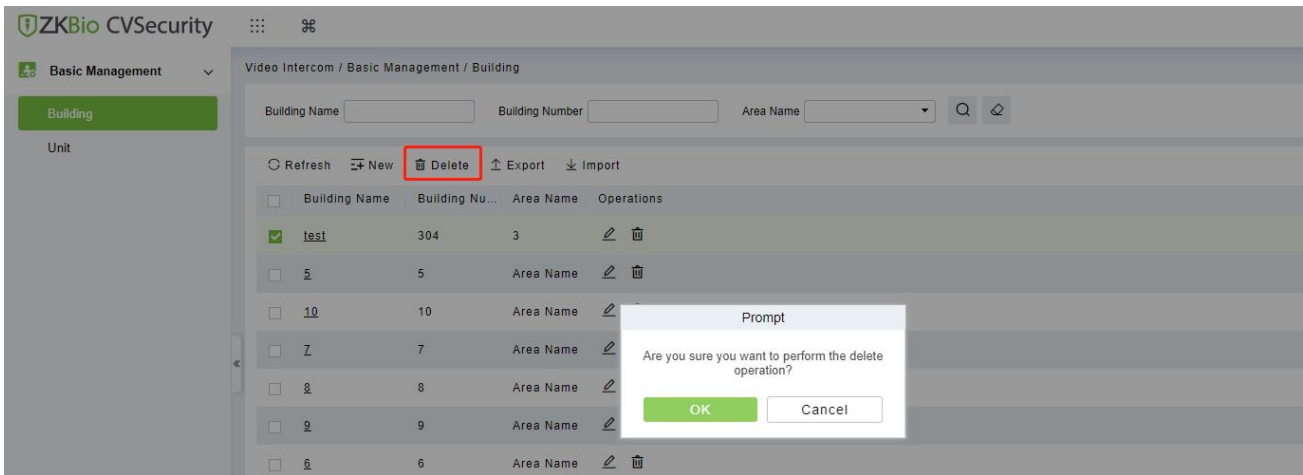 ZKBio CVSecurity
Basic Management
Building
Unit
Video Intercom / Basic Management / Building
Building Name Building Number Area Name
Refresh New Delete Export Import
Building Name Building Nu... Area Name Operations
test 304 3
5 5 Area Name
10 10 Area Name
7 7 Area Name
8 8 Area Name
9 9 Area Name
6 6 Area Name
Prompt
Are you sure you want to perform the delete
operation?
OK Cancel